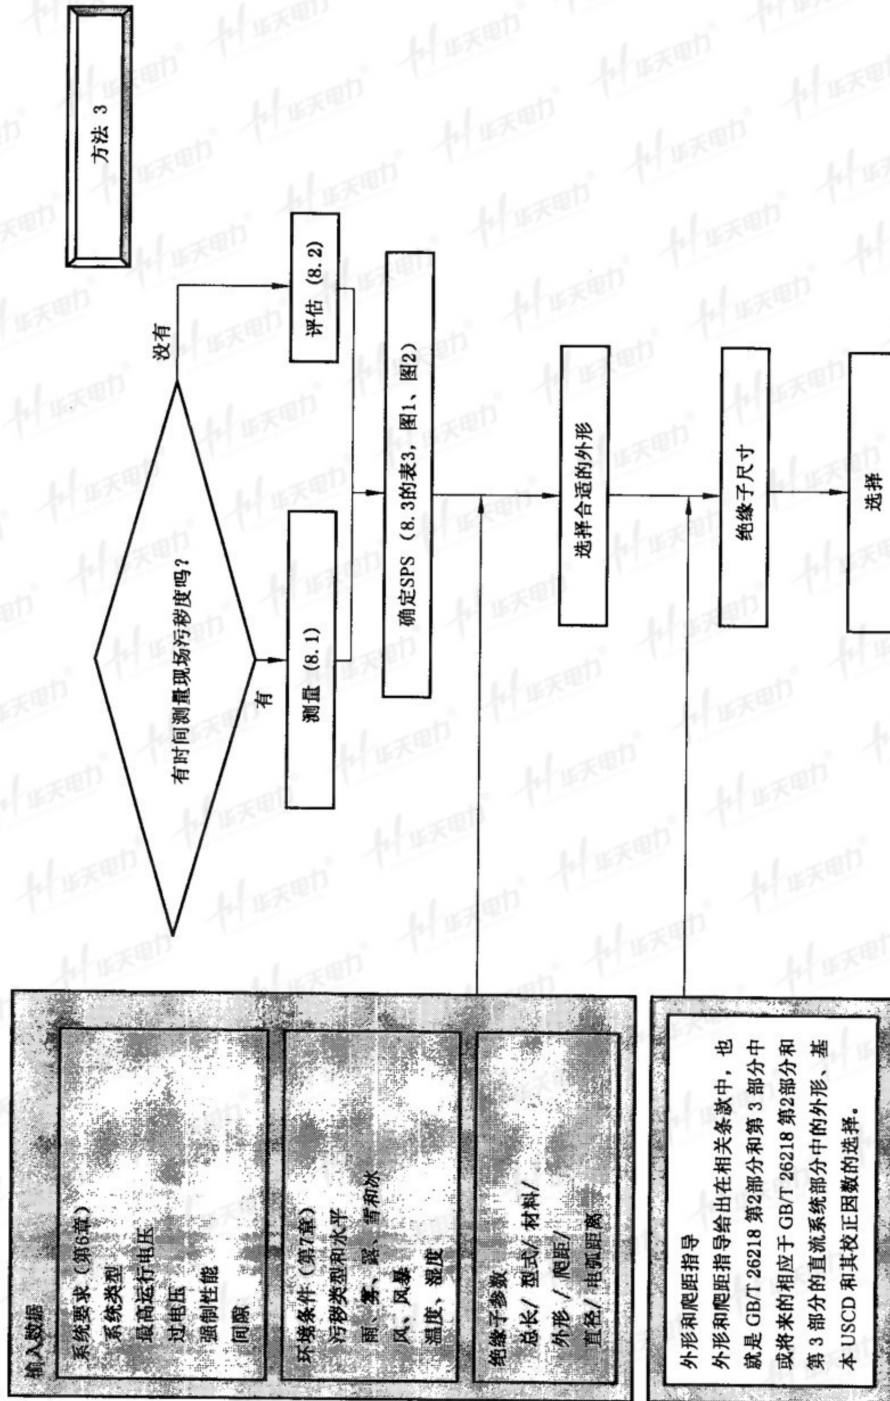 方法 3
输入数据
系统要求（第6章）
系统类型
最高运行电压
过电压
强制性能
间隙
环境条件（第7章）
污秽类型和水平
雨、雾、露、雪和冰
风、风暴
温度、湿度
绝缘子参数
总长/ 型式/ 材料/
外形 / 爬距/
直径/ 电弧距离
外形和爬距指导
外形和爬距指导给出在相关条款中，也
就是 GB/T 26218 第2部分和第 3 部分中
或将来的相应于 GB/T 26218 第2部分和
第 3 部分的直流系统部分中的外形、基
本 USCD 和其校正因数的选择。
有时间测量现场污秽度吗?
有
没有
测量（8.1）
评估（8.2）
确定SPS（8.3的表3，图1、图2）
选择合适的外形
绝缘子尺寸
选择
华天电力